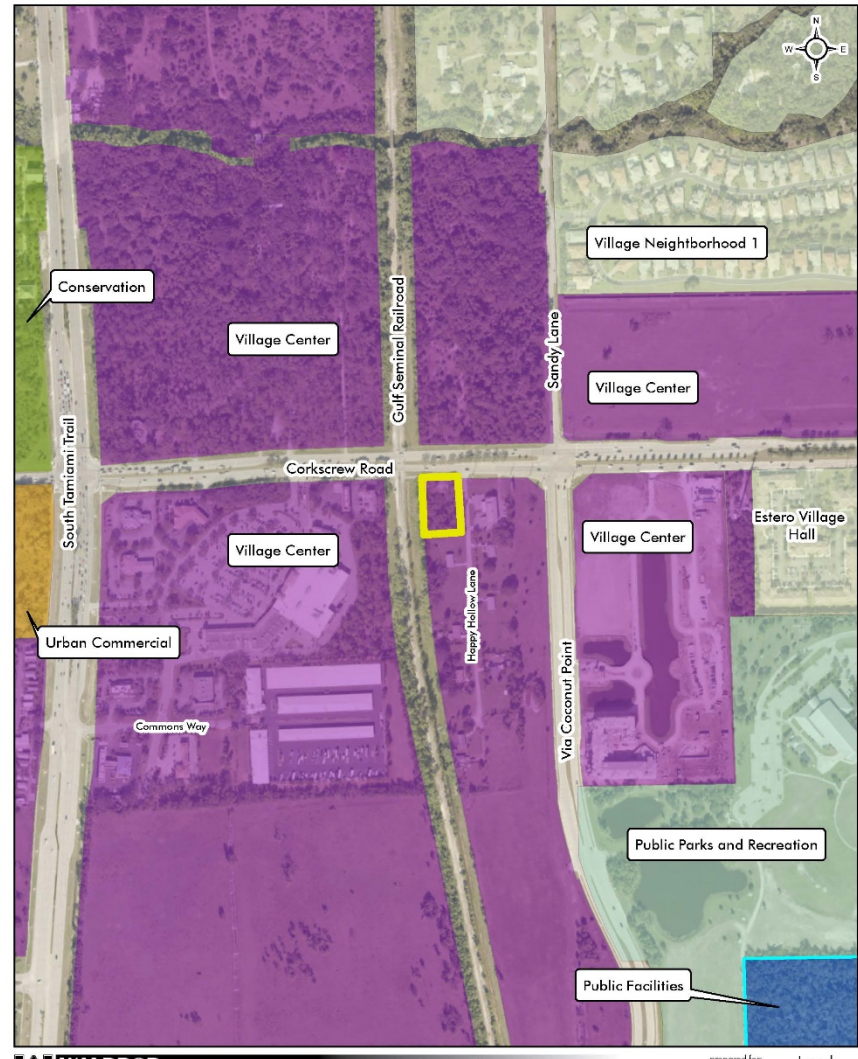 N
W E
S
Village Neighborhood 1
Conservation
Village Center
Gulf Seminal Railroad
Sandy Lane
Village Center
South Tamiami Trail
Corkscrew Road
Village Center
Village Center
Estero Village
Hall
Happy Hollow Lane
Urban Commercial
Via Coconut Point
Commons Way
Public Parks and Recreation
Public Facilities